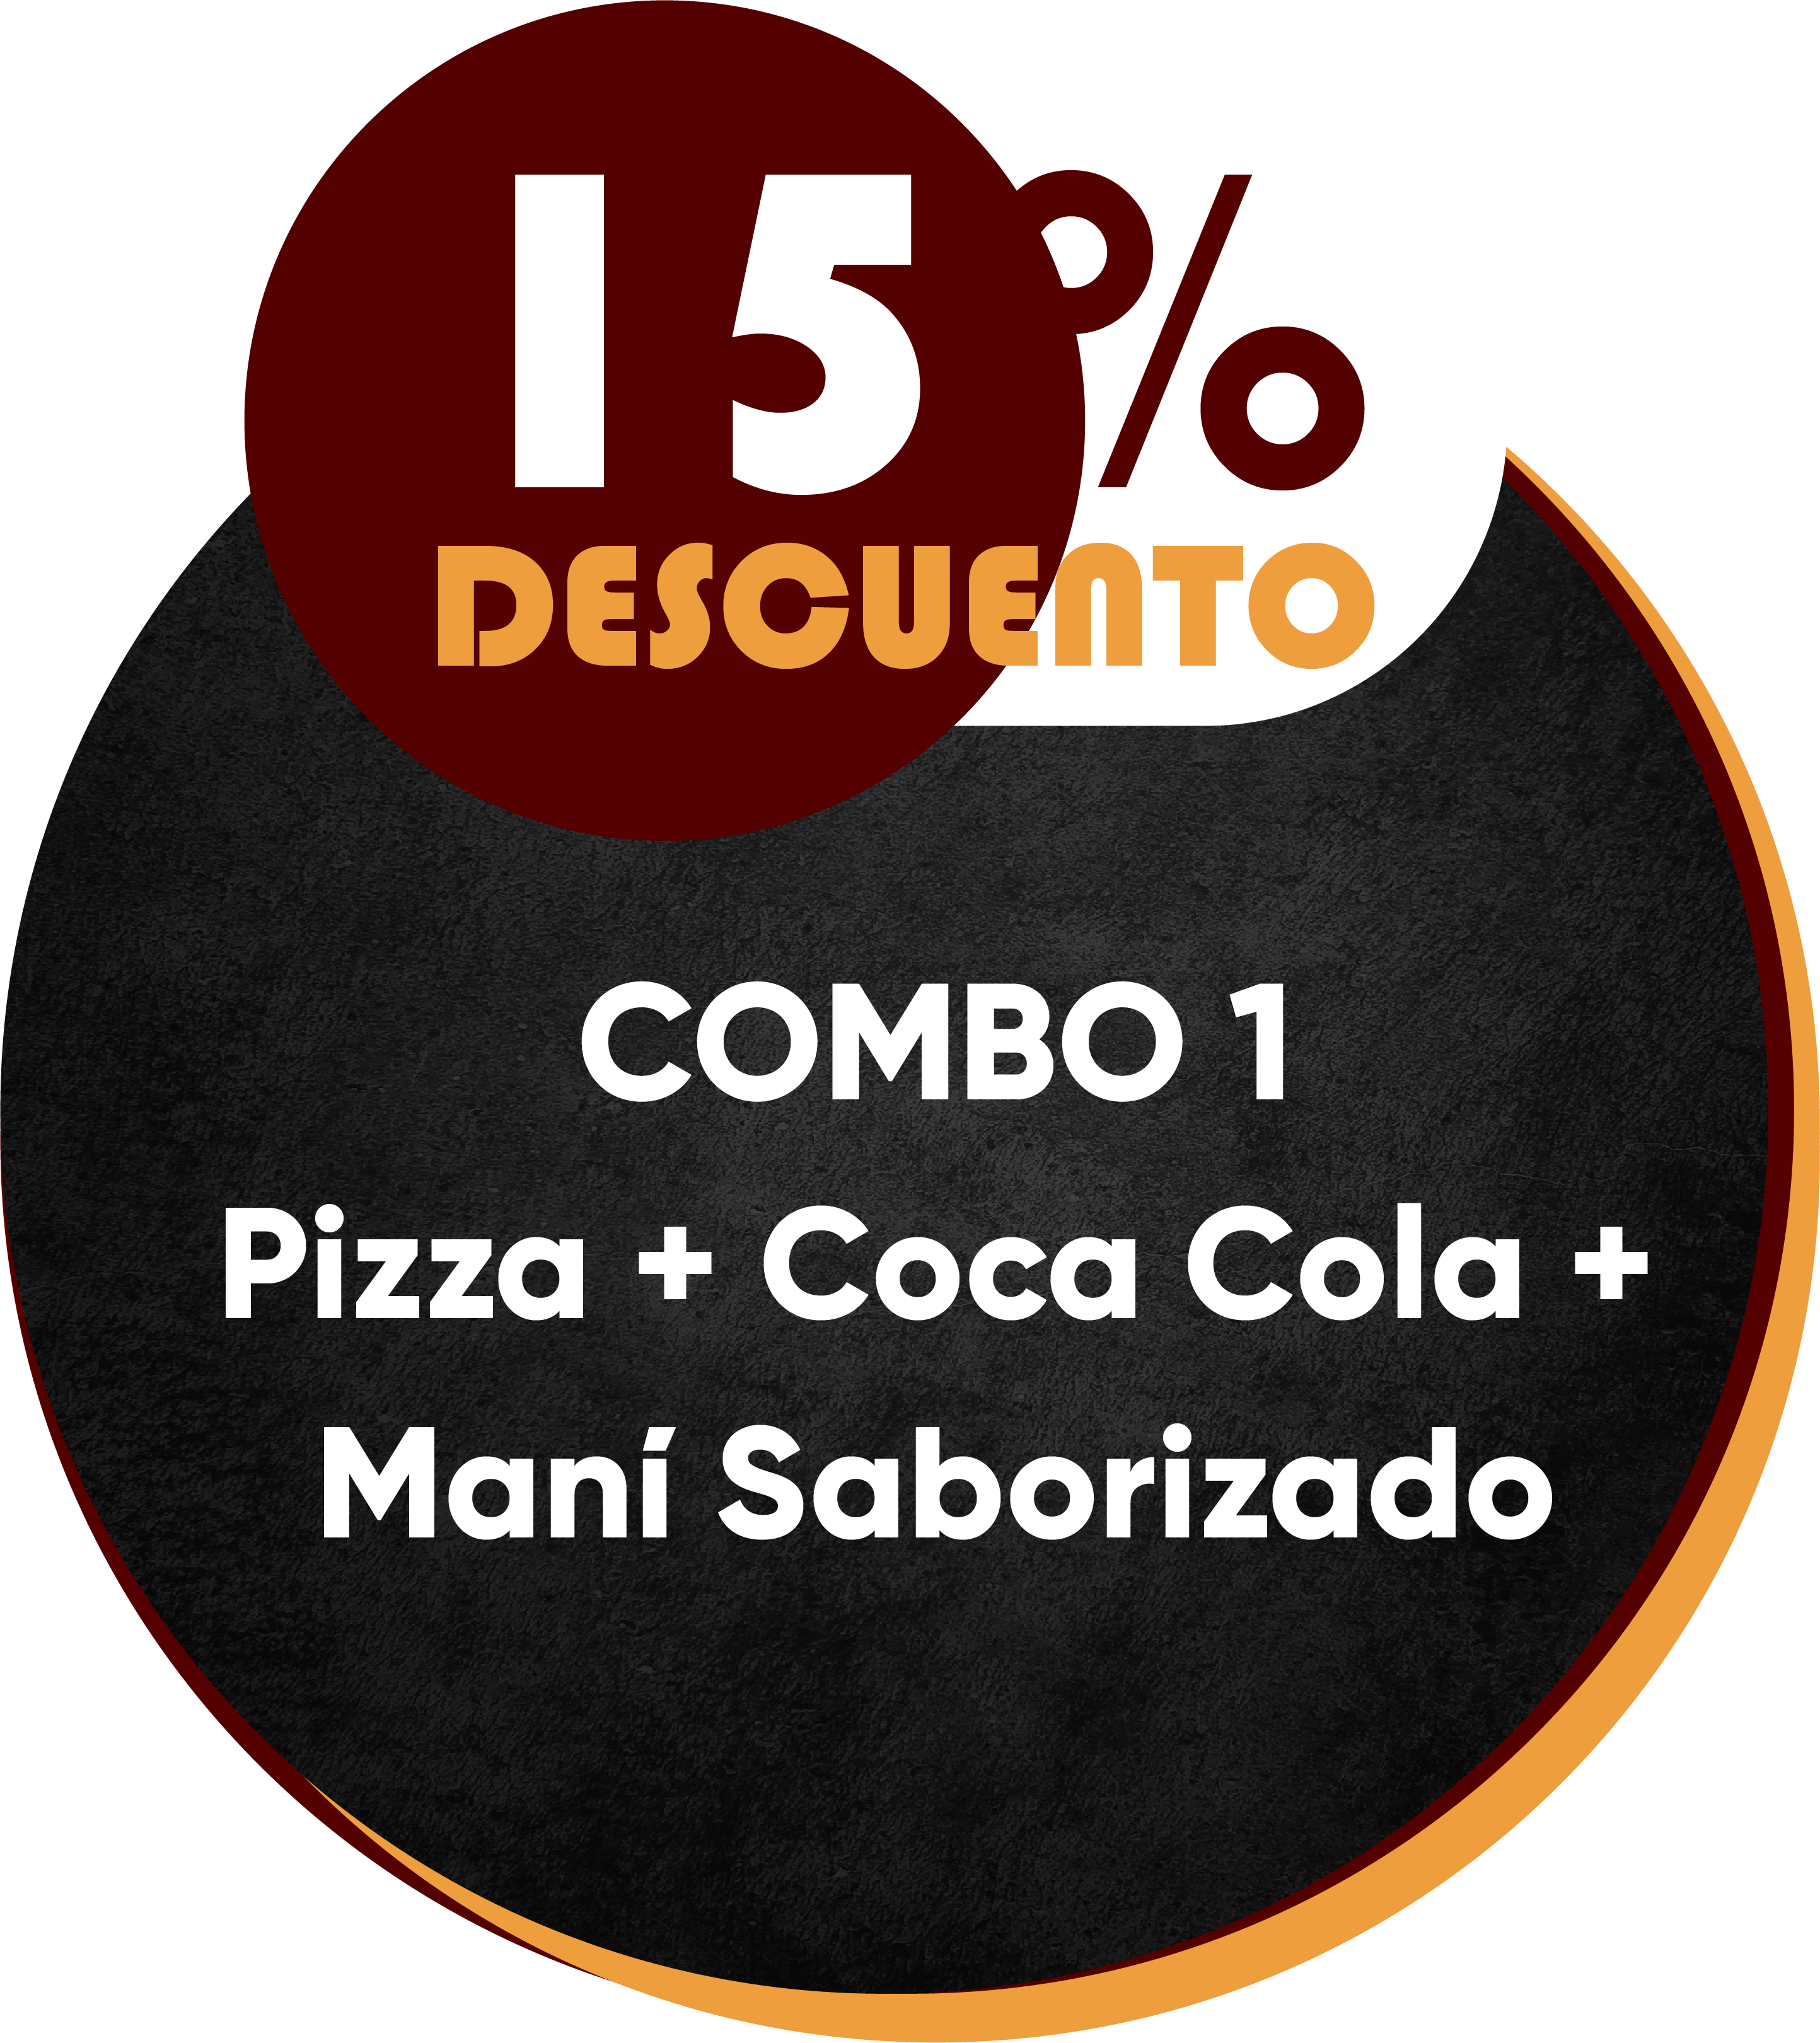 15%
DESCUENTO
COMBO 1
Pizza + Coca Cola +
Maní Saborizado